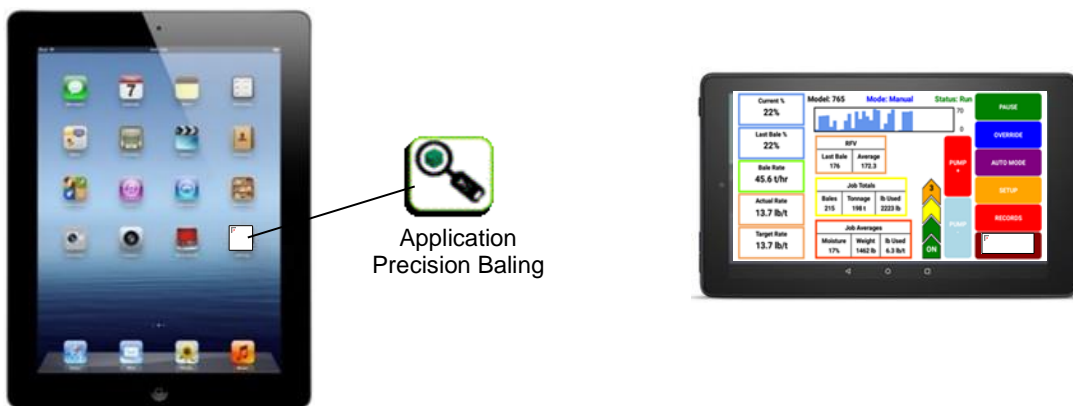 7
Application
Precision Baling
Current %
22%
Last Bale %
22%
Bale Rate
45.6 t/hr
Actual Rate
13.7 lb/t
Target Rate
13.7 lb/t
Model: 765 Mode: Manual Status: Run
70
0
RFV
Last Bale Average
176 172.3
Job Totals
Bales Tonnage lb Used
215 198 t 2223 lb
Job Averages
Moisture Weight lb Used
17% 1462 lb 6.3 lb/t
3
ON
PUMP
+
PUMP
-
PAUSE
OVERRIDE
AUTO MODE
SETUP
RECORDS